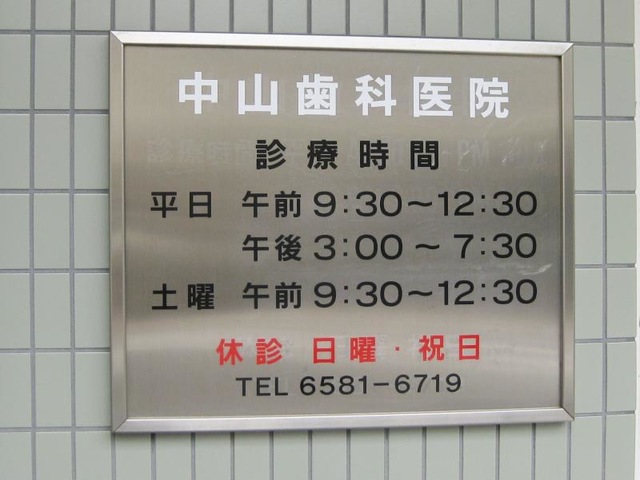 中山歯科医院
診療時間
平日 午前 9:30～12:30
午後 3:00～7:30
土曜 午前 9:30～12:30
休診 日曜・祝日
TEL 6581-6719